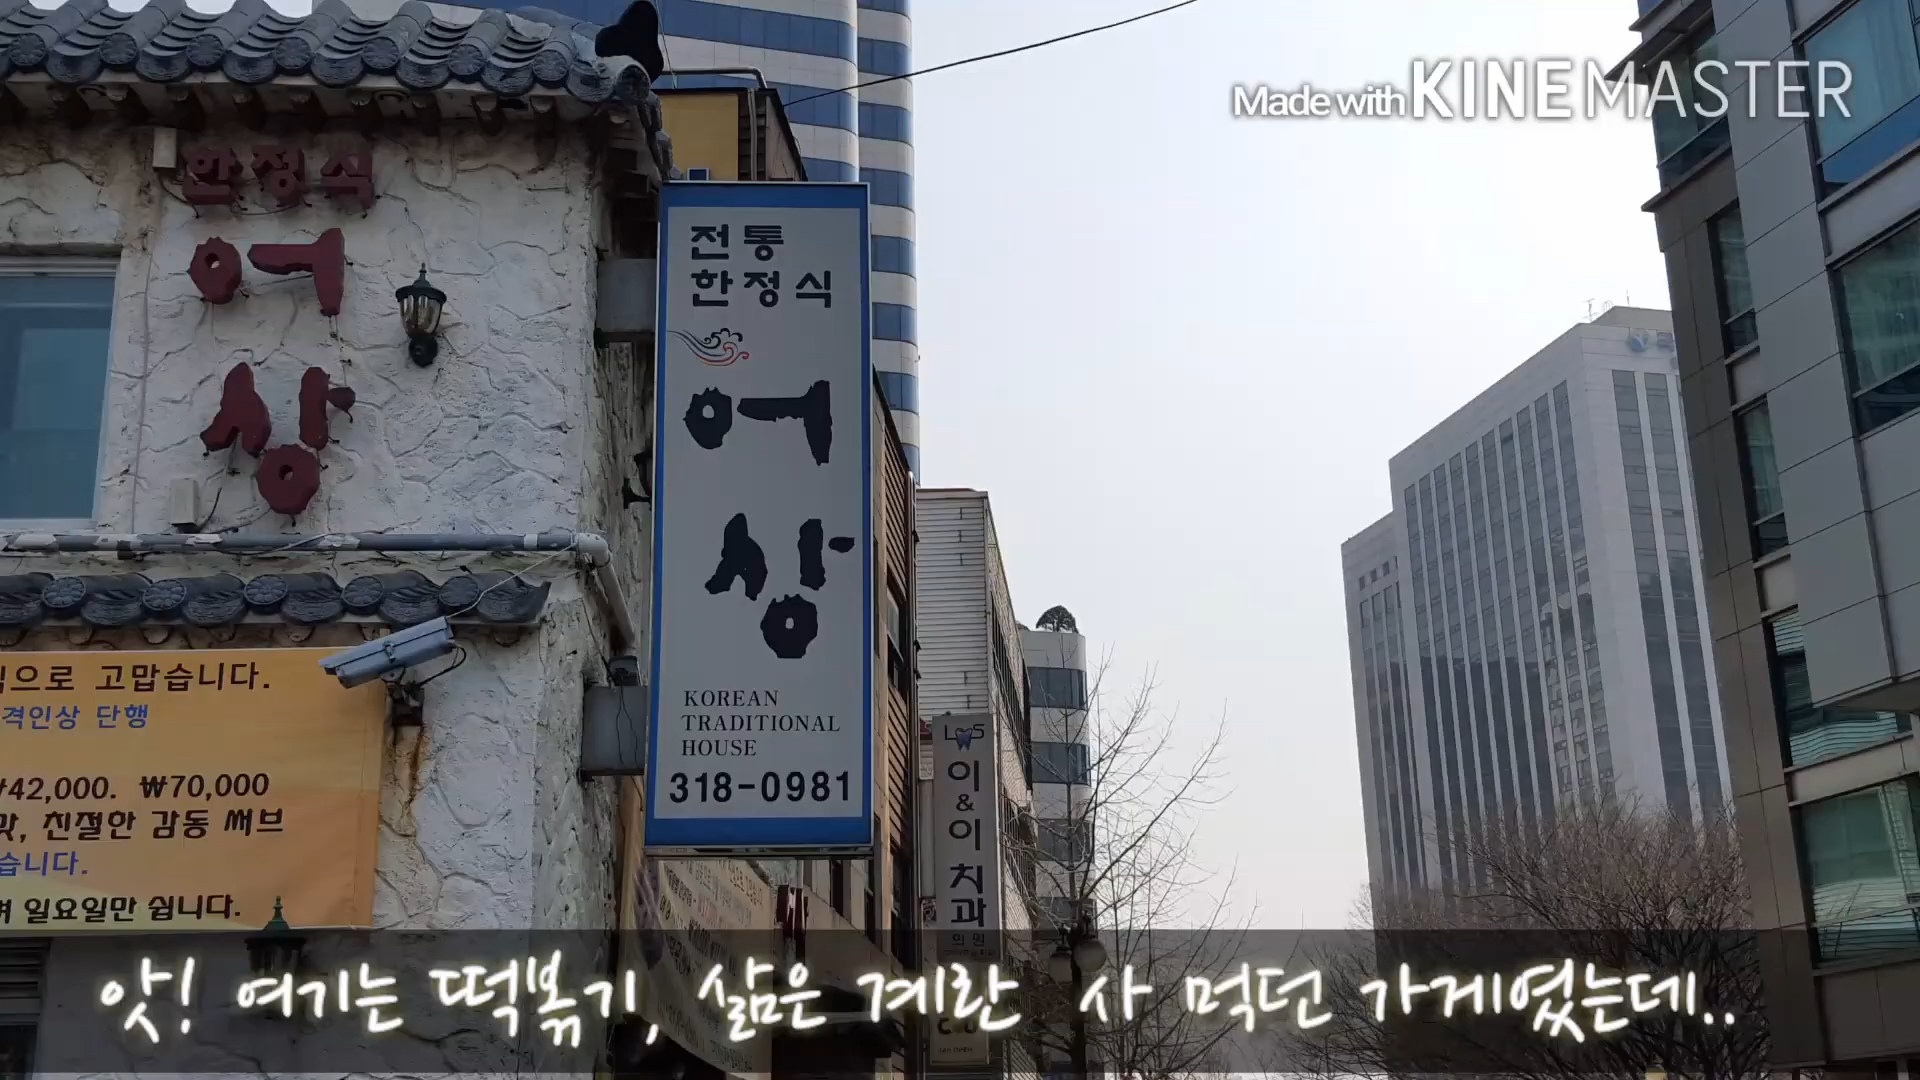 Made with KINEMASTER
한정식
어
상
전통
한정식
어
상
KOREAN
TRADITIONAL
HOUSE
318-0981
으로 고맙습니다.
격인상 단행
₩42,000. ₩70,000
맛, 친절한 감동 써브
습니다.
며 일요일만 쉽니다.
이&이치과
의원
앗! 여기는 떡볶기, 삶은 계란 사 먹던 가게였는데..